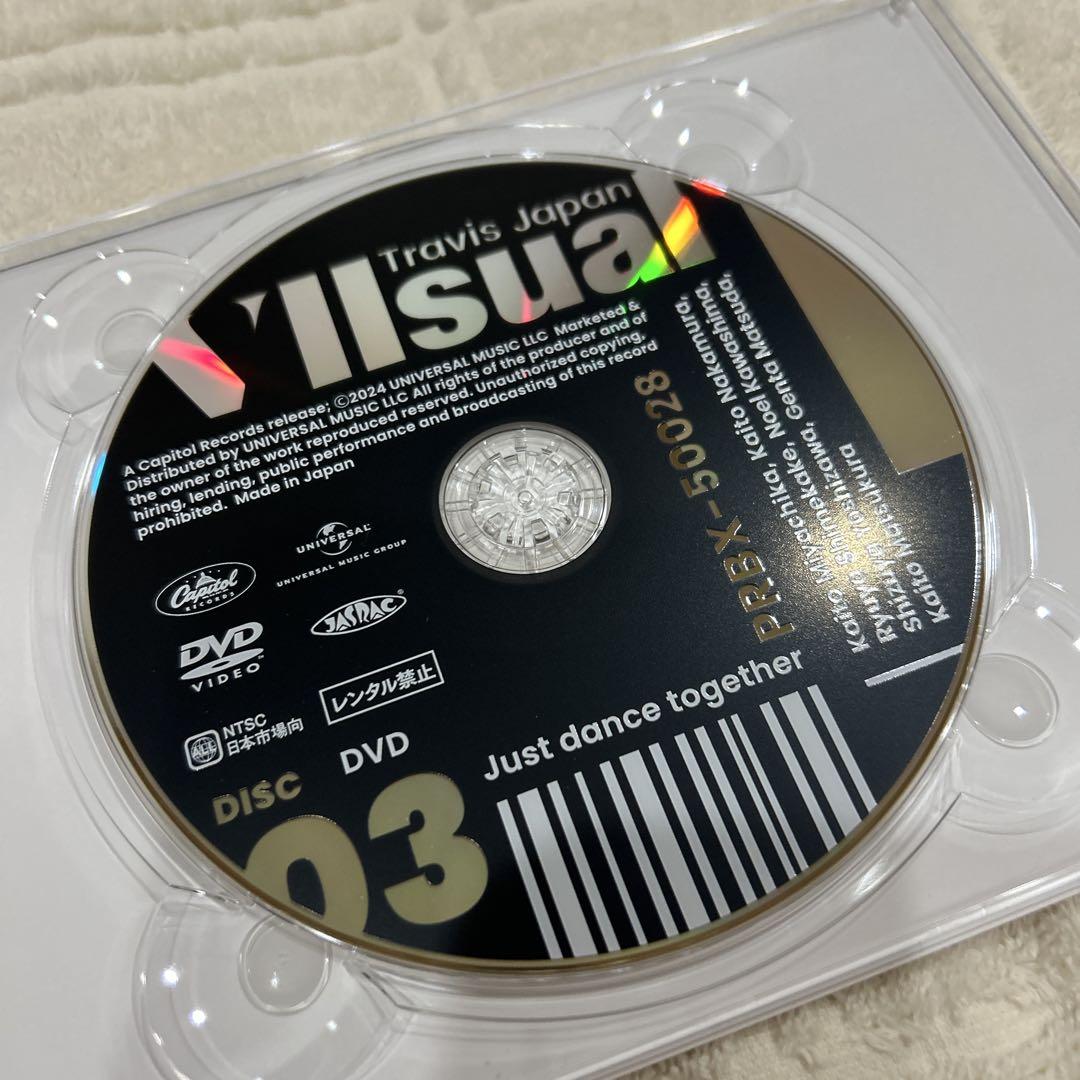 Travis Japan
VIIsual
A Capitol Records release; ©2024 UNIVERSAL MUSIC LLC Marketed &
Distributed by UNIVERSAL MUSIC LLC All rights of the producer and of
the owner of the work reproduced reserved. Unauthorized copying,
hiring, lending, public performance and broadcasting of this record
prohibited. Made in Japan
PRBX-50028
Kaito Miyachika, Kaito Nakamura,
Ryuya Shimekake, Noel Kawashima,
Shizuya Yoshizawa, Genta Matsuda,
Kaito Matsukura
UNIVERSAL
UNIVERSAL MUSIC GROUP
Capitol
RECORDS
JASRAC
DVD
VIDEO™
レンタル禁止
ALL
NTSC
日本市場向
DVD
DISC
03
Just dance together